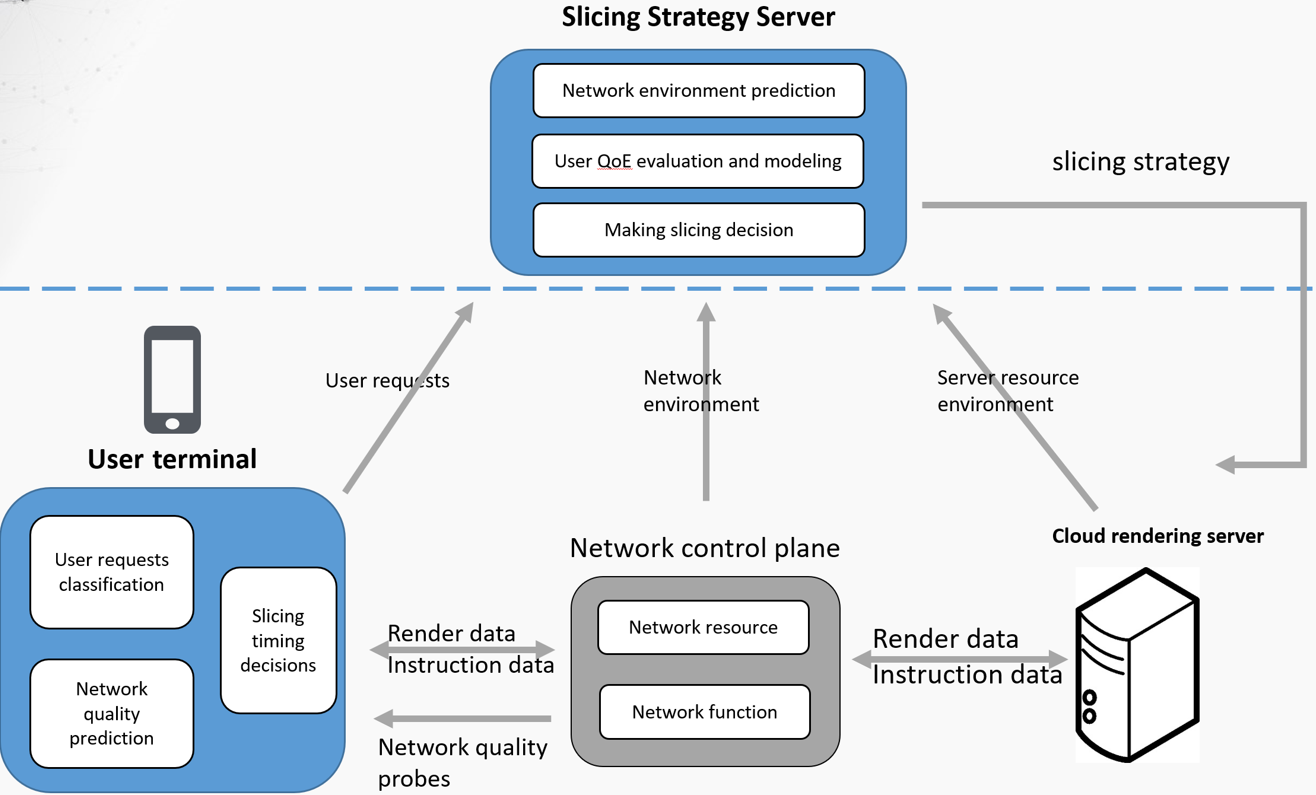 Slicing Strategy Server
Network environment prediction
User QoE evaluation and modeling
Making slicing decision
slicing strategy
User requests
Network
environment
Server resource
environment
User terminal
User requests
classification
Slicing
timing
decisions
Network
quality
prediction
Render data
Instruction data
Network quality
probes
Network control plane
Network resource
Network function
Render data
Instruction data
Cloud rendering server